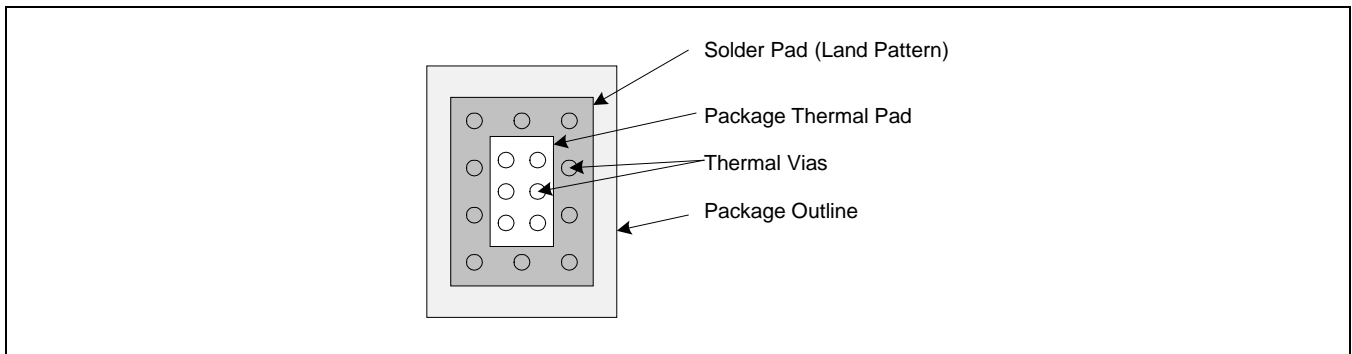 Solder Pad (Land Pattern)
Package Thermal Pad
Thermal Vias
Package Outline